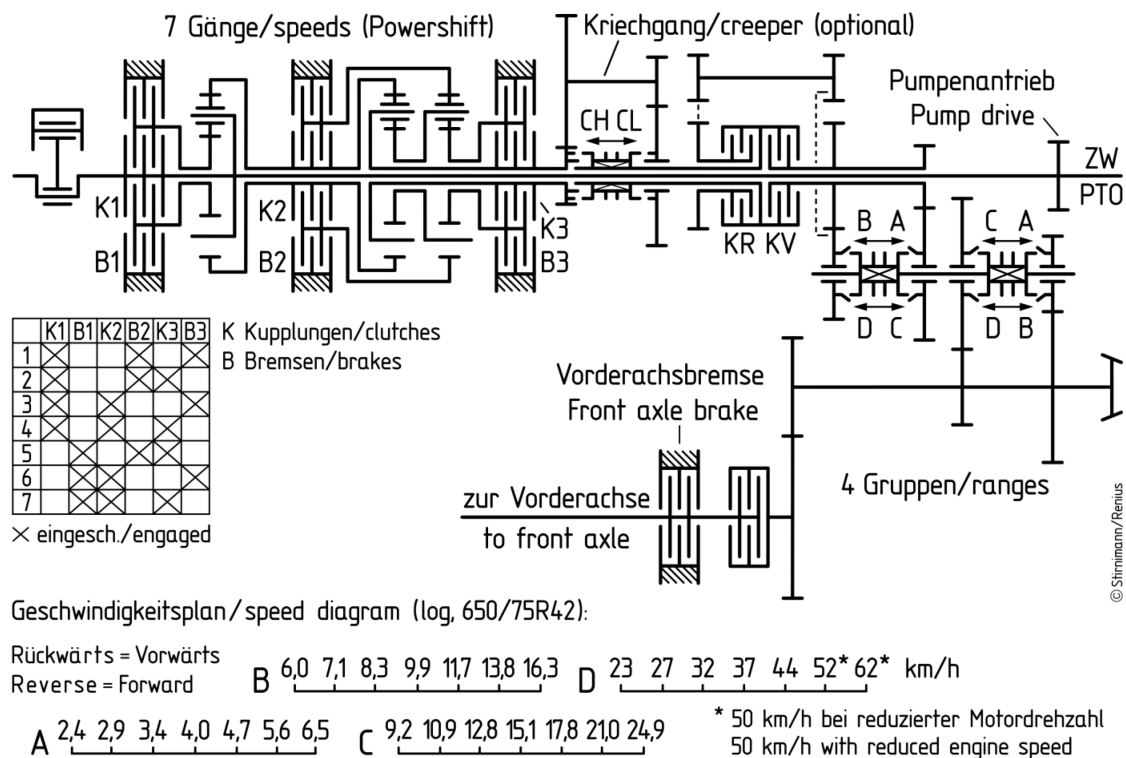 7 Gänge/speeds (Powershift)
Kriechgang/creeper (optional)
Pumpenantrieb
Pump drive
CH CL
ZW
PTO
K1
K2
K3
B1
B2
B3
KR KV
B A
C A
D C
D B
K1 B1 K2 B2 K3 B3
1
2
3
4
5
6
7
K Kupplungen/clutches
B Bremsen/brakes
× eingesch./engaged
Vorderachsbremse
Front axle brake
zur Vorderachse
to front axle
4 Gruppen/ranges
© Stirnimann/Renius
Geschwindigkeitsplan/speed diagram (log, 650/75R42):
Rückwärts = Vorwärts
Reverse = Forward
B 6,0 7,1 8,3 9,9 11,7 13,8 16,3
D 23 27 32 37 44 52* 62* km/h
A 2,4 2,9 3,4 4,0 4,7 5,6 6,5
C 9,2 10,9 12,8 15,1 17,8 21,0 24,9
* 50 km/h bei reduzierter Motordrehzahl
50 km/h with reduced engine speed